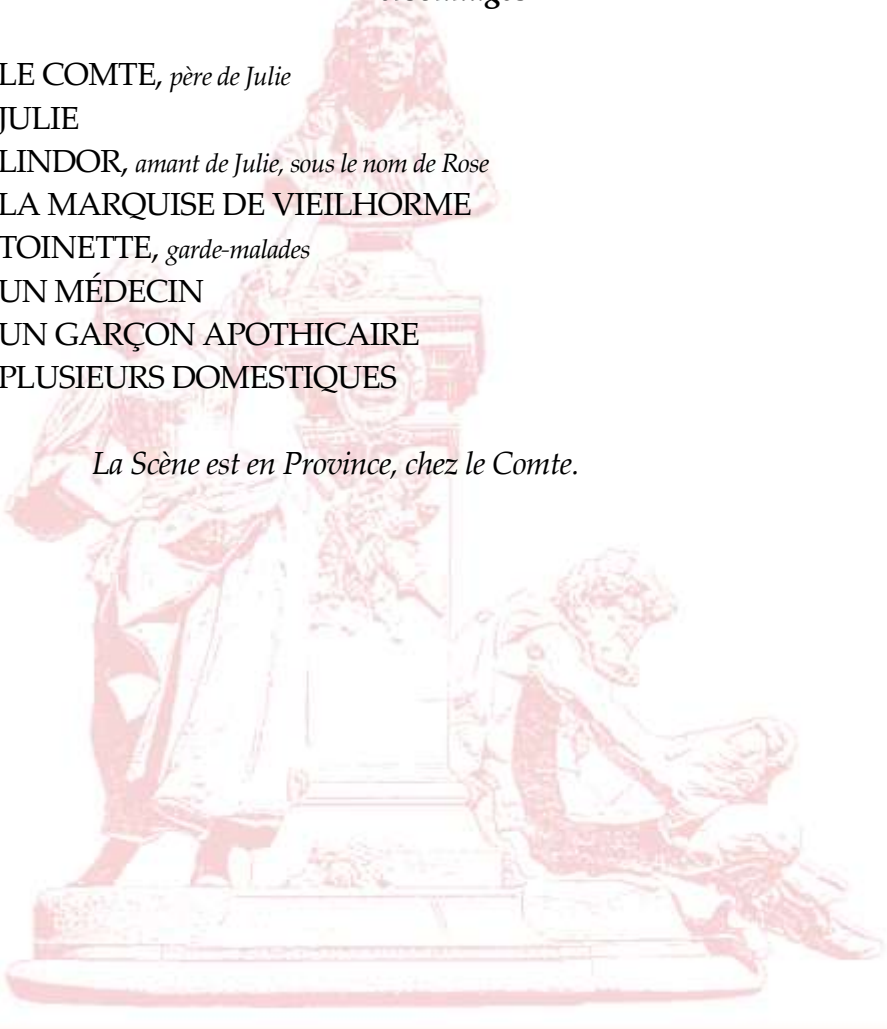 LE COMTE, père de Julie
JULIE
LINDOR, amant de Julie, sous le nom de Rose
LA MARQUISE DE VIEILHORME
TOINETTE, garde-malades
UN MÉDECIN
UN GARÇON APOTHICAIRE
PLUSIEURS DOMESTIQUES
La Scène est en Province, chez le Comte.